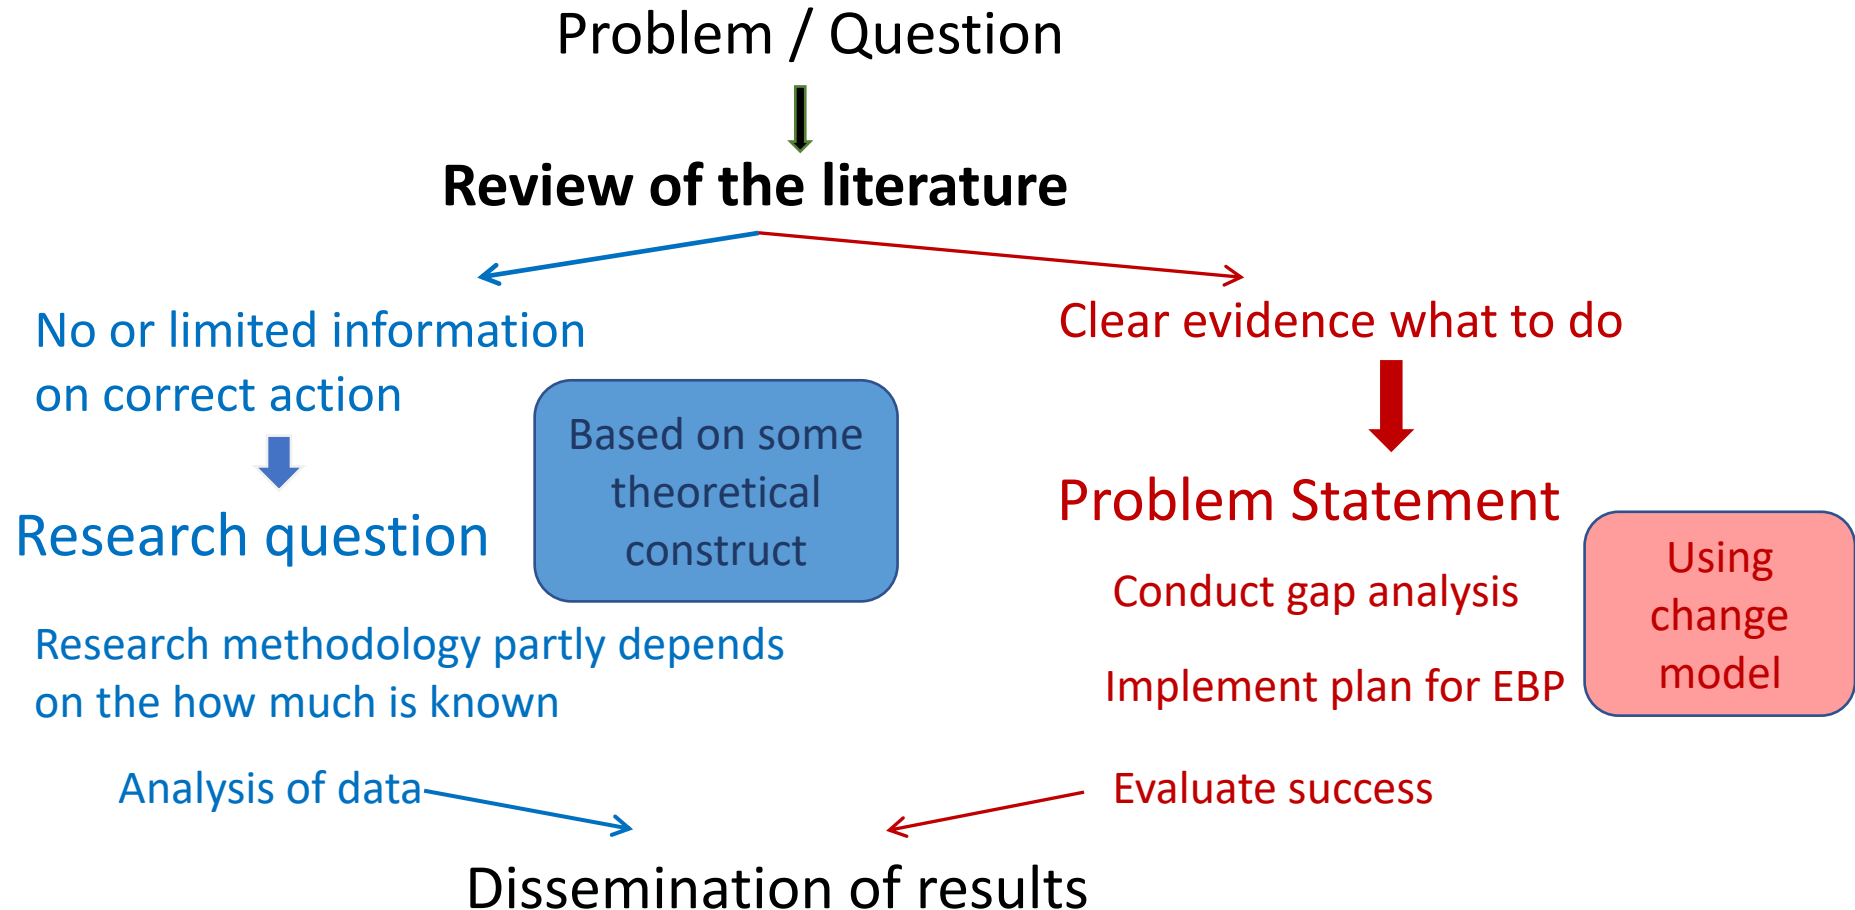 Problem / Question
Review of the literature
No or limited information
on correct action
Research question
Based on some
theoretical
construct
Research methodology partly depends
on the how much is known
Analysis of data
Clear evidence what to do
Problem Statement
Conduct gap analysis
Implement plan for EBP
Using
change
model
Evaluate success
Dissemination of results